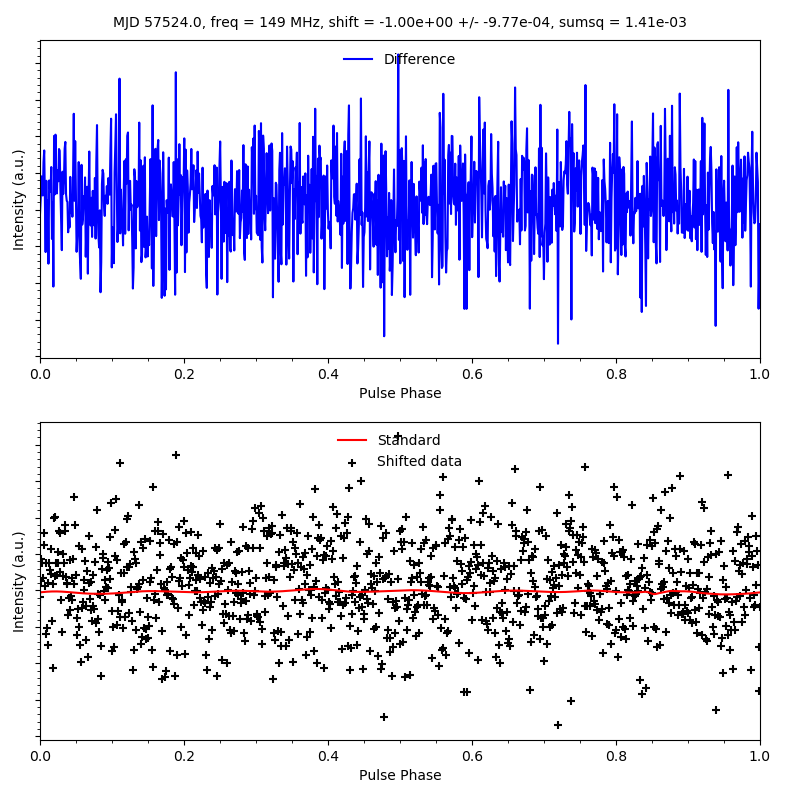 MJD 57524.0, freq = 149 MHz, shift = -1.00e+00 +/- -9.77e-04, sumsq = 1.41e-03
Difference
Intensity (a.u.)
0.0 0.2 0.4 0.6 0.8 1.0
Pulse Phase
Standard
Shifted data
Intensity (a.u.)
0.0 0.2 0.4 0.6 0.8 1.0
Pulse Phase